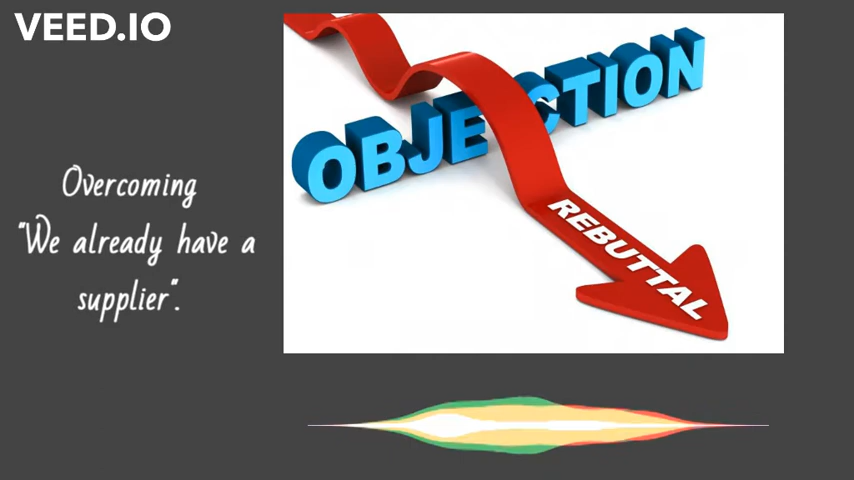 VEED.IO
OBJECTION
REBUTTAL
Overcoming
"We already have a
supplier".